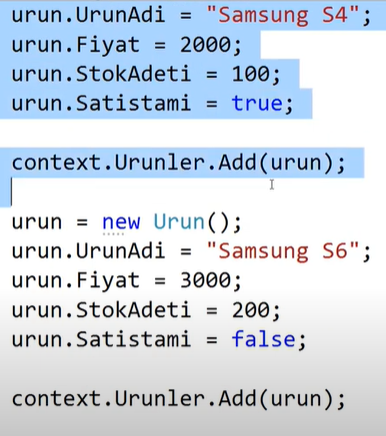 urun.UrunAdi = "Samsung S4";
urun.Fiyat = 2000;
urun.StokAdeti = 100;
urun.Satistami = true;
context.Urunler.Add(urun);
urun = new Urun();
urun.UrunAdi = "Samsung S6";
urun.Fiyat = 3000;
urun.StokAdeti = 200;
urun.Satistami = false;
context.Urunler.Add(urun);